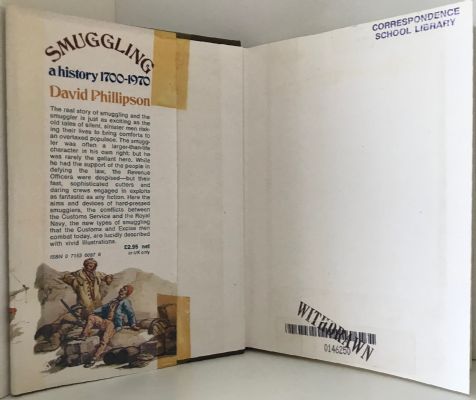 SMUGGLING
a history 1700-1970
David Phillipson
The real story of smuggling and the
smuggler is just as exciting as the
old tales of silent, sinister men risk-
ing their lives to bring comforts to
an overtaxed populace. The smugg-
ler was often a larger-than-life
character in his own right: but he
was rarely the gallant hero. While
he had the support of the people in
defying the law, the Revenue
Officers were despised—but their
fast, sophisticated cutters and
daring crews engaged in exploits
as fantastic as any fiction. Here the
aims and devices of hard-pressed
smugglers, the conflicts between
the Customs Service and the Royal
Navy, the new types of smuggling
that the Customs and Excise men
combat today, are lucidly described
with vivid illustrations.
£2.95 net
in UK only
ISBN 0 7153
CORRESPONDENCE
SCHOOL LIBRARY
WITHDRAWN
0146250